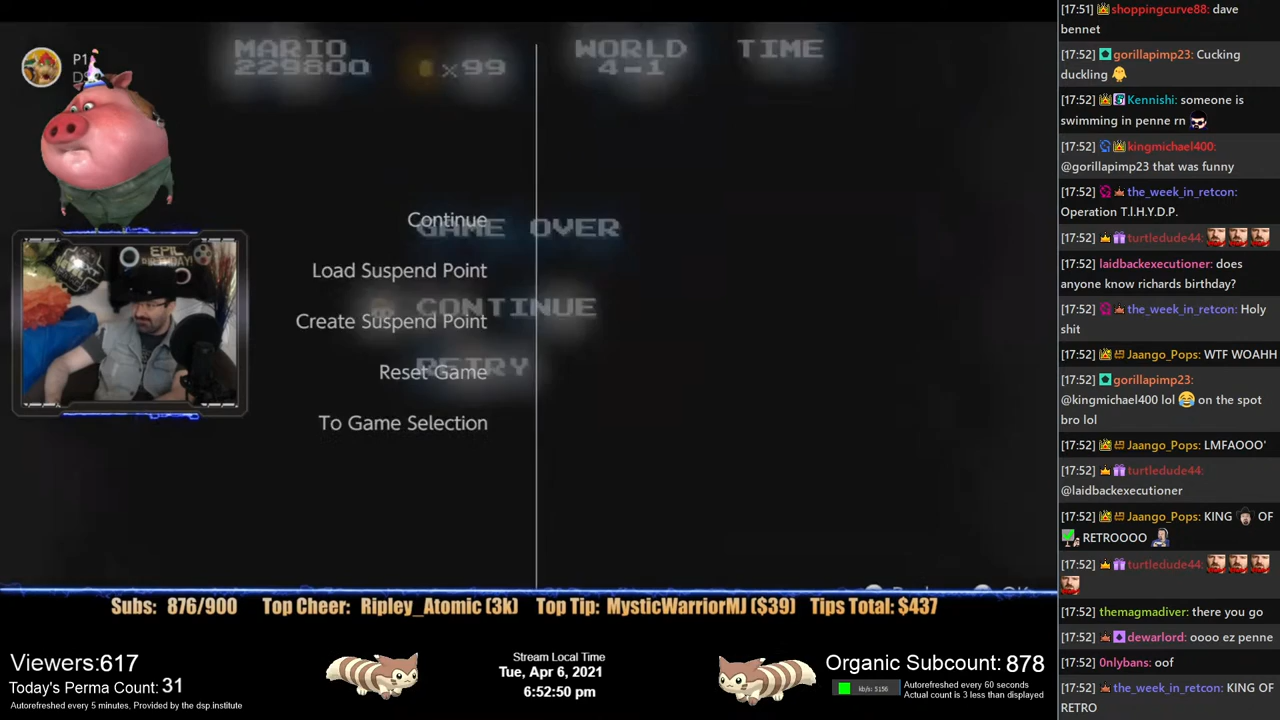 MARIO
229800
×99
WORLD
4-1
TIME
P1
Continue
GAME OVER
Load Suspend Point
CONTINUE
Create Suspend Point
RETRY
Reset Game
To Game Selection
EPIC
Subs: 876/900 Top Cheer: Ripley_Atomic (3k) Top Tip: MysticWarriorMJ ($39) Tips Total: $437
Viewers:617
Today's Perma Count: 31
Autorefreshed every 5 minutes, Provided by the dsp institute
Stream Local Time
Tue, Apr 6, 2021
6:52:50 pm
Organic Subcount: 878
kb/s: 5156
Autorefreshed every 60 seconds
Actual count is 3 less than displayed
[17:51] shoppingcurve88: dave
bennet
[17:52] gorillapimp23: Cucking
duckling
[17:52] Kennishi: someone is
swimming in penne rn
[17:52] kingmichael400:
@gorillapimp23 that was funny
[17:52] the_week_in_retcon:
Operation T.I.H.Y.D.P.
[17:52] turtledude44:
[17:52] laidbackexecutioner: does
anyone know richards birthday?
[17:52] the_week_in_retcon: Holy
shit
[17:52] Jaango_Pops: WTF WOAHH
[17:52] gorillapimp23:
@kingmichael400 lol 😂 on the spot
bro lol
[17:52] Jaango_Pops: LMFAOOO'
[17:52] turtledude44:
@laidbackexecutioner
[17:52] Jaango_Pops: KING OF
RETROOOO
[17:52] turtledude44:
[17:52] themagmadiver: there you go
[17:52] dewarlord: oooo ez penne
[17:52] 0nlybans: oof
[17:52] the_week_in_retcon: KING OF
RETRO